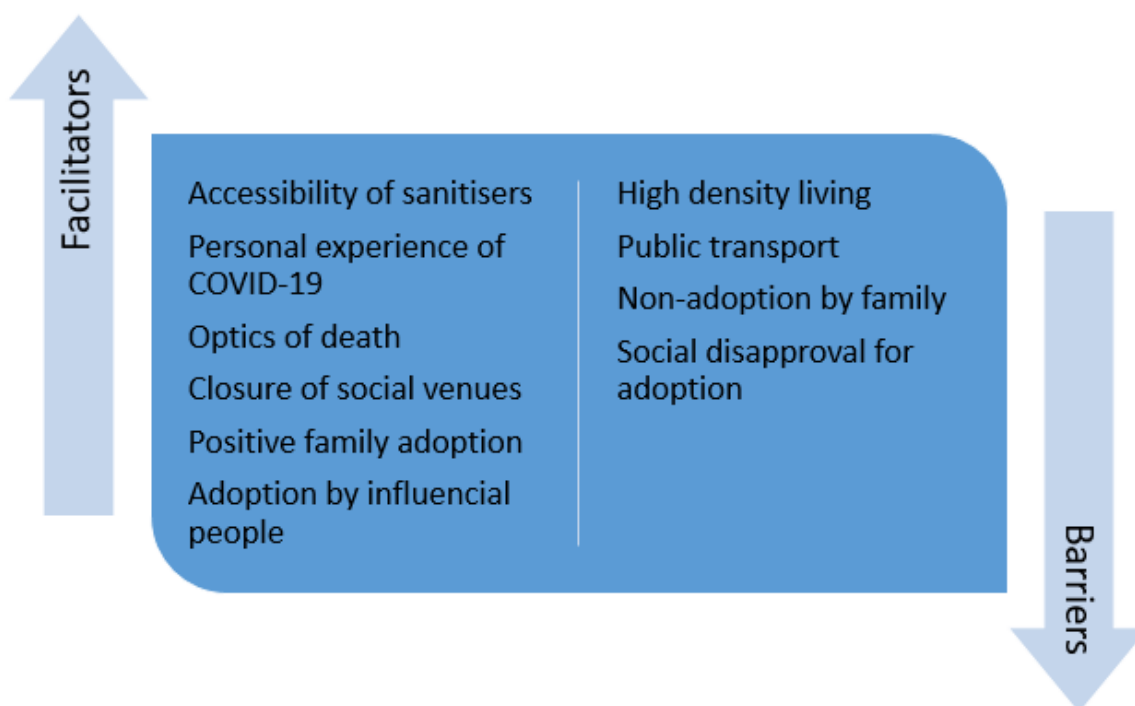 Facilitators
Accessibility of sanitisers
Personal experience of
COVID-19
Optics of death
Closure of social venues
Positive family adoption
Adoption by influencial
people
High density living
Public transport
Non-adoption by family
Social disapproval for
adoption
Barriers